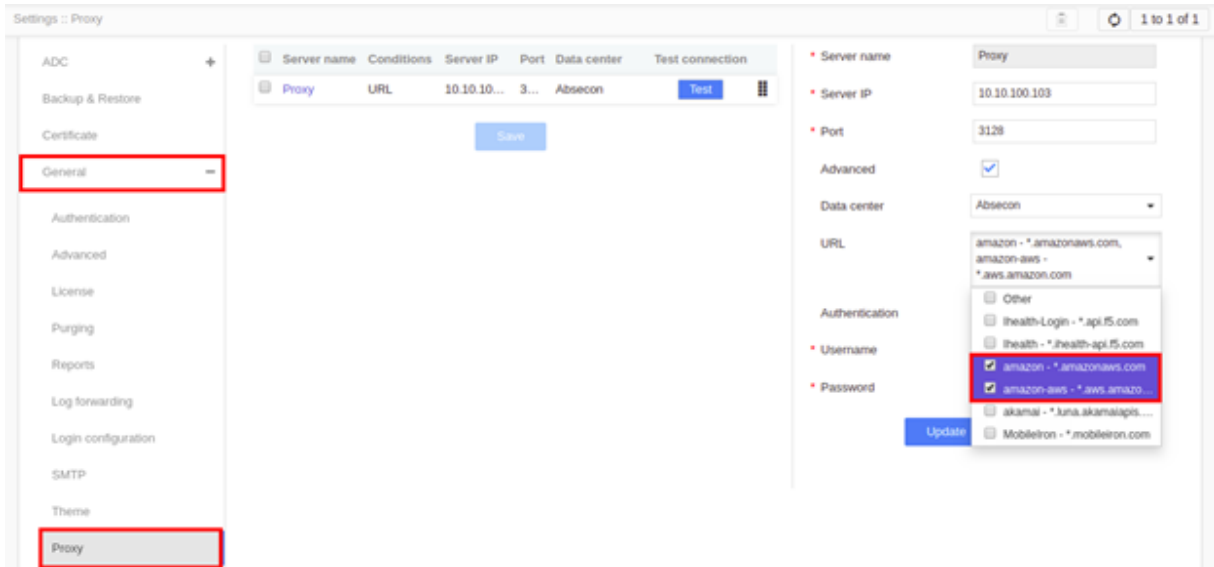 Settings :: Proxy
1 to 1 of 1
ADC
Backup & Restore
Certificate
General
Authentication
Advanced
License
Purging
Reports
Log forwarding
Login configuration
SMTP
Theme
Proxy
Server name Conditions Server IP Port Data center Test connection
Proxy URL 10.10.10... 3... Absecon Test
Save
* Server name Proxy
* Server IP 10.10.100.103
* Port 3128
Advanced
Data center Absecon
URL amazon - *.amazonaws.com,
amazon-aws -
*.aws.amazon.com
Other
Ihealth-Login - *.api.f5.com
Ihealth - *.ihealth-api.f5.com
amazon - *.amazonaws.com
amazon-aws - *.aws.amazo...
akamai - *.luna.akamaiapis....
MobileIron - *.mobileiron.com
Authentication
* Username
* Password
Update